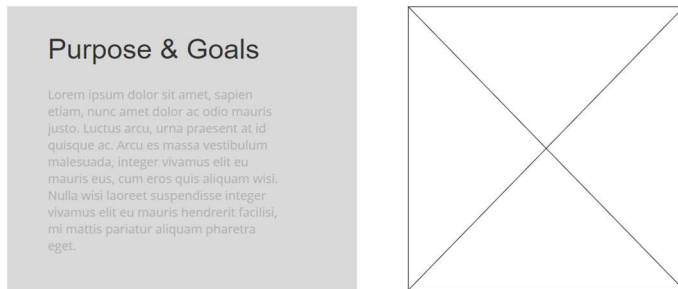 Purpose & Goals
Lorem ipsum dolor sit amet, sapien
etiam, nunc amet dolor ac odio mauris
justo. Luctus arcu, urna praesent at id
quisque ac. Arcu es massa vestibulum
malesuada, integer vivamus elit eu
mauris eus, cum eros quis aliquam wisi.
Nulla wisi laoreet suspendisse integer
vivamus elit eu mauris hendrerit facilisi,
mi mattis pariatur aliquam pharetra
eget.